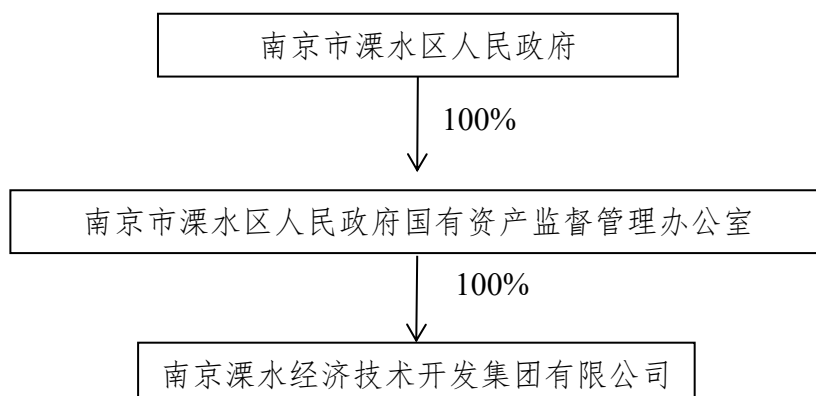 南京市溧水区人民政府
100%
南京市溧水区人民政府国有资产监督管理办公室
100%
南京溧水经济技术开发集团有限公司